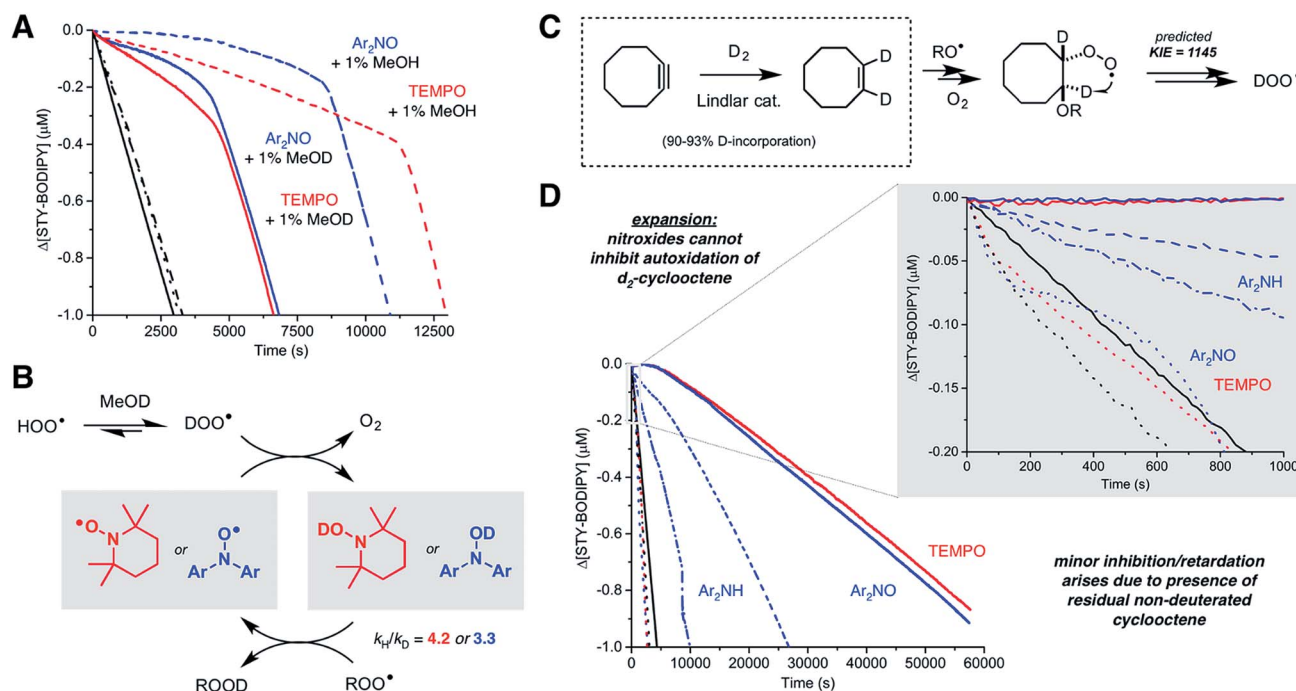 A
0.0
-0.2
-0.4
-0.6
-0.8
-1.0
Δ[STY-BODIPY] (μM)
0
2500
5000
7500
10000
12500
Time (s)
Ar2NO
+ 1% MeOH
TEMPO
+ 1% MeOH
Ar2NO
+ 1% MeOD
TEMPO
+ 1% MeOD
B
HOO•
MeOD
DOO•
O2
•O
N
or
O•
N
Ar
Ar
DO
N
or
OD
N
Ar
Ar
kH/kD = 4.2 or 3.3
ROOD
ROO•
C
D2
Lindlar cat.
(90-93% D-incorporation)
D
D
RO•
O2
D
O
O
D
OR
predicted
KIE = 1145
DOO•
D
expansion:
nitroxides cannot
inhibit autoxidation of
d2-cyclooctene
0.00
-0.05
-0.10
-0.15
-0.20
Δ[STY-BODIPY] (μM)
0
200
400
600
800
1000
Time (s)
Ar2NH
Ar2NO
TEMPO
0.0
-0.2
-0.4
-0.6
-0.8
-1.0
Δ[STY-BODIPY] (μM)
0
10000
20000
30000
40000
50000
60000
Time (s)
Ar2NH
Ar2NO
TEMPO
minor inhibition/retardation
arises due to presence of
residual non-deuterated
cyclooctene